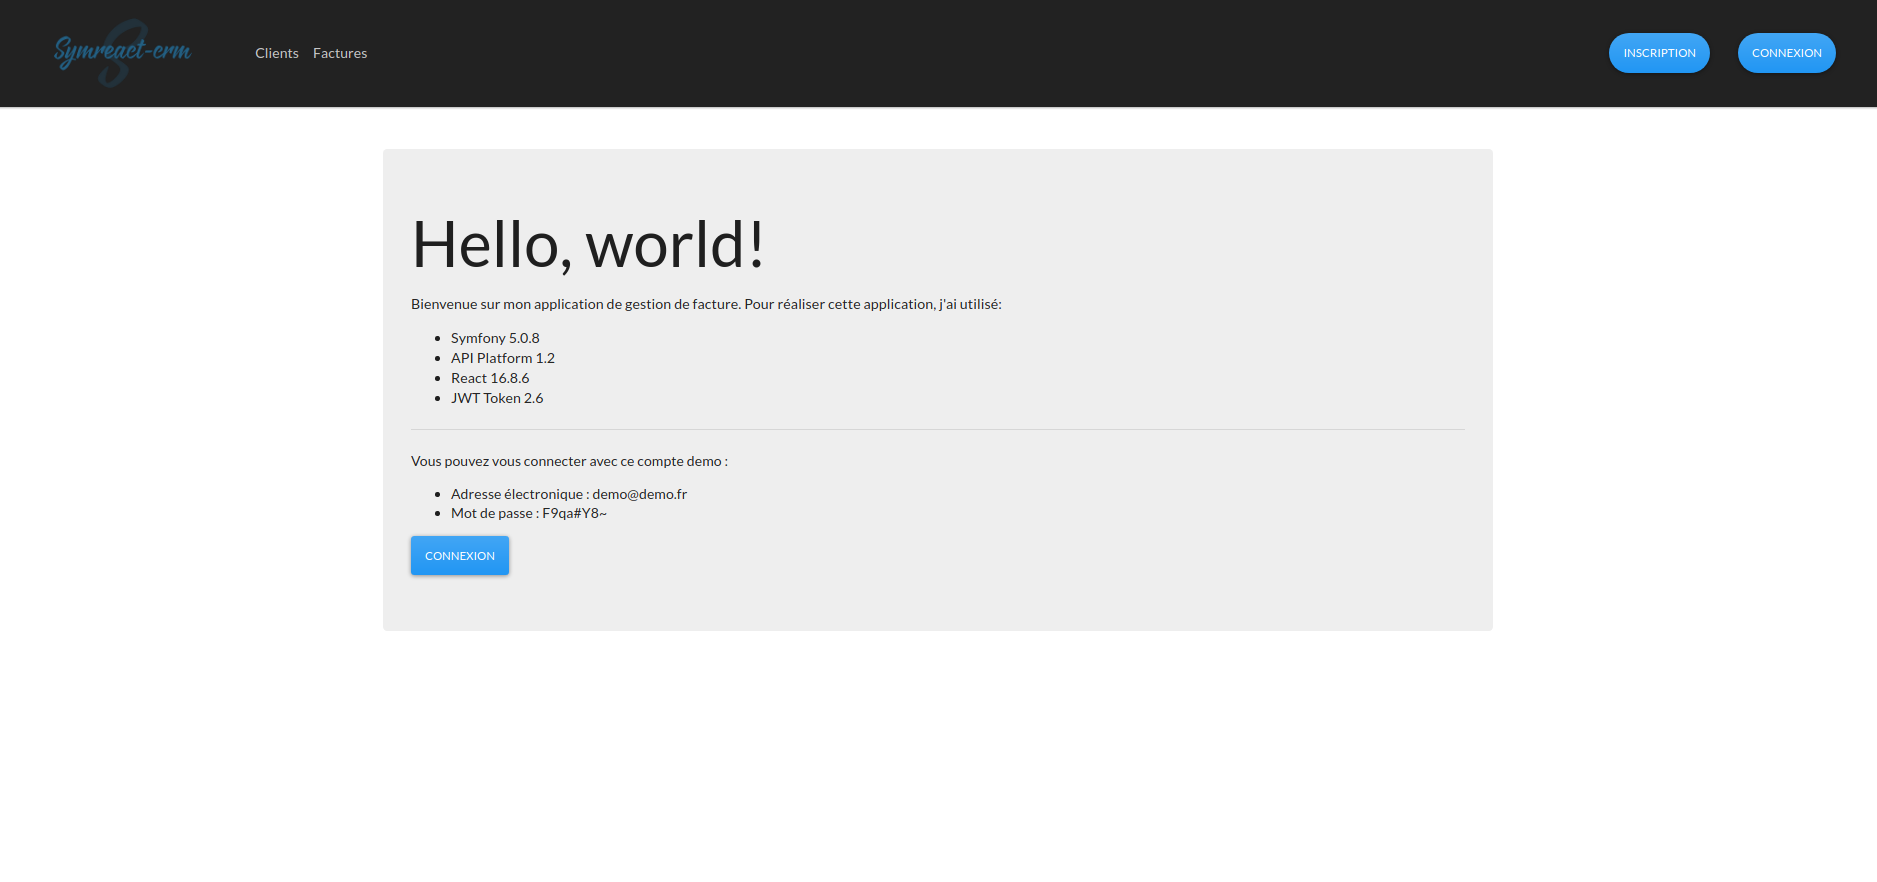 Symreact-crm
Clients
Factures
INSCRIPTION
CONNEXION
Hello, world!
Bienvenue sur mon application de gestion de facture. Pour réaliser cette application, j'ai utilisé:
Symfony 5.0.8
API Platform 1.2
React 16.8.6
JWT Token 2.6
Vous pouvez vous connecter avec ce compte demo :
Adresse électronique : demo@demo.fr
Mot de passe : F9qa#Y8~
CONNEXION